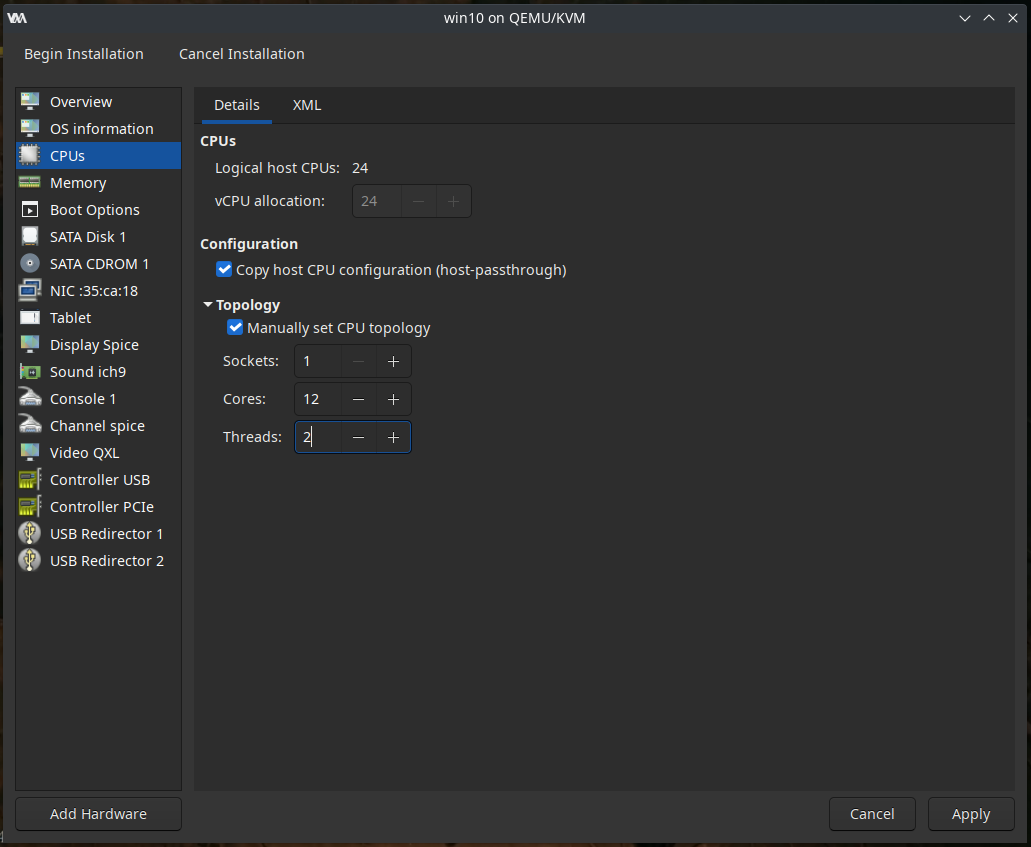 win10 on QEMU/KVM
Begin Installation Cancel Installation
Overview
OS information
CPUs
Memory
Boot Options
SATA Disk 1
SATA CDROM 1
NIC :35:ca:18
Tablet
Display Spice
Sound ich9
Console 1
Channel spice
Video QXL
Controller USB
Controller PCIe
USB Redirector 1
USB Redirector 2
Add Hardware
Details XML
CPUs
Logical host CPUs: 24
vCPU allocation: 24
Configuration
Copy host CPU configuration (host-passthrough)
Topology
Manually set CPU topology
Sockets: 1
Cores: 12
Threads: 2
Cancel Apply